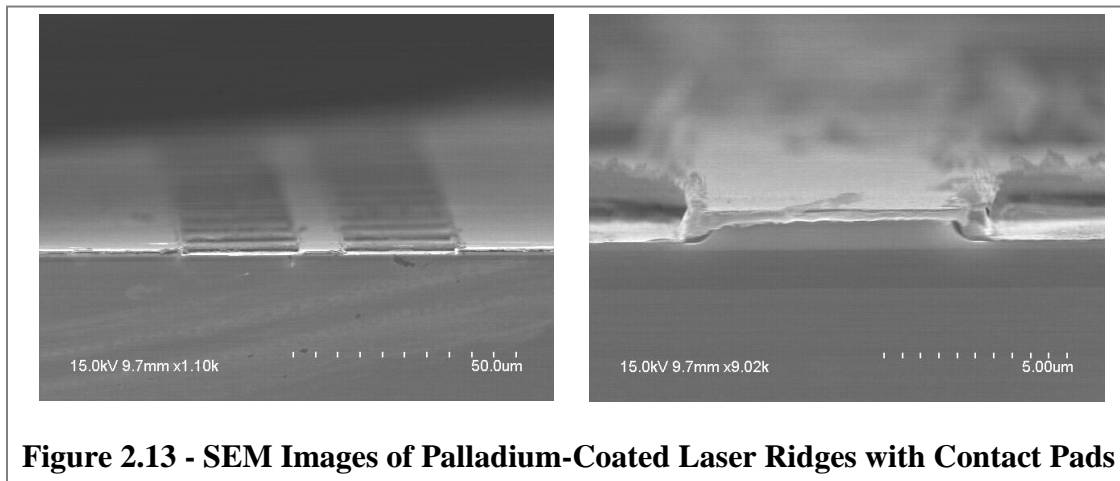 15.0kV 9.7mm x1.10k 50.0um
15.0kV 9.7mm x9.02k 5.00um
Figure 2.13 - SEM Images of Palladium-Coated Laser Ridges with Contact Pads